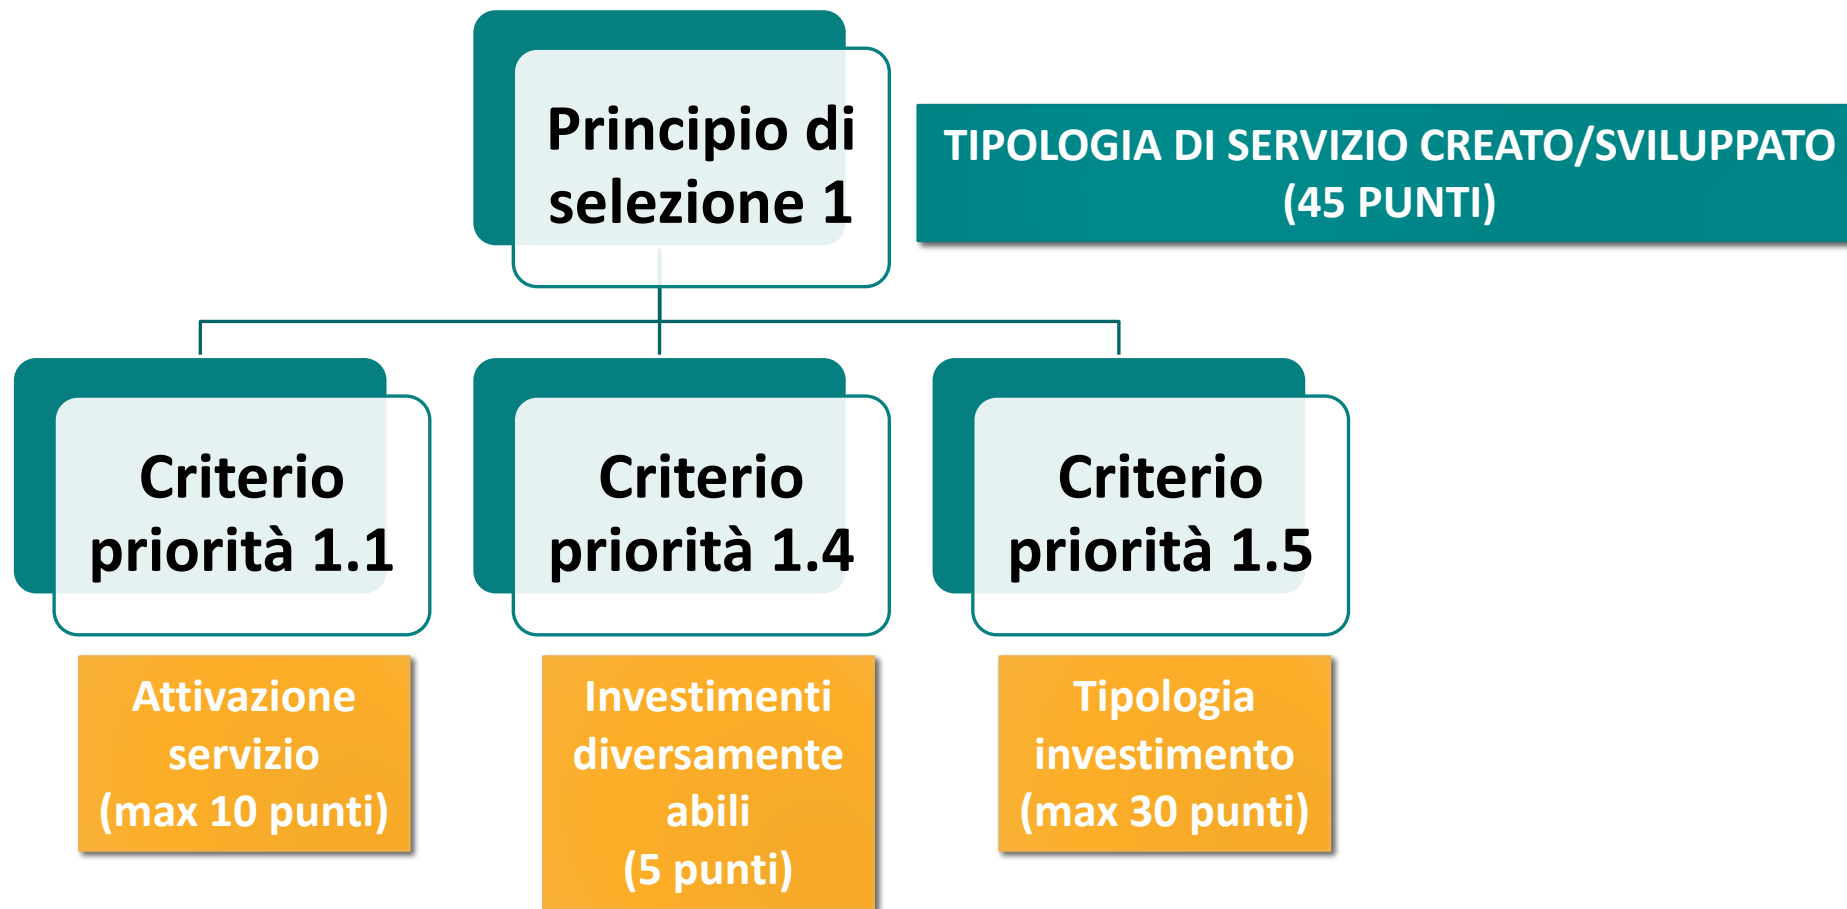 Principio di
selezione 1
TIPOLOGIA DI SERVIZIO CREATO/SVILUPPATO
(45 PUNTI)
Criterio
priorità 1.1
Criterio
priorità 1.4
Criterio
priorità 1.5
Attivazione
servizio
(max 10 punti)
Investimenti
diversamente
abili
(5 punti)
Tipologia
investimento
(max 30 punti)